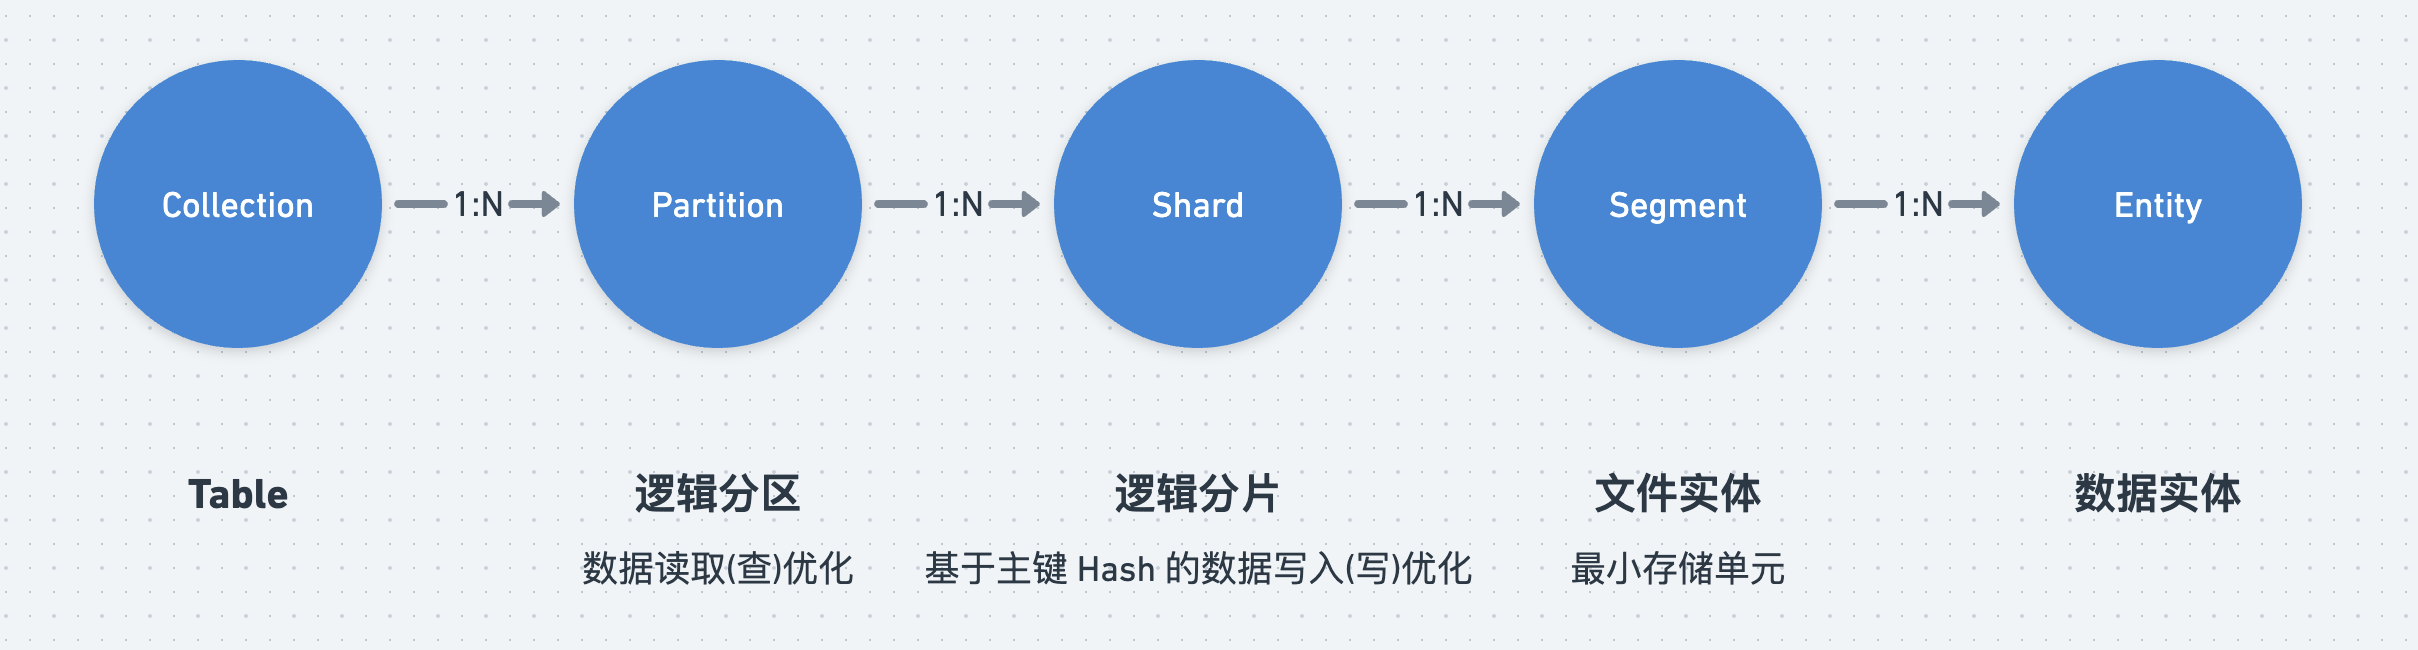 Collection 1:N Partition 1:N Shard 1:N Segment 1:N Entity
Table 逻辑分区 逻辑分片 文件实体 数据实体
数据读取(查)优化 基于主键 Hash 的数据写入(写)优化 最小存储单元